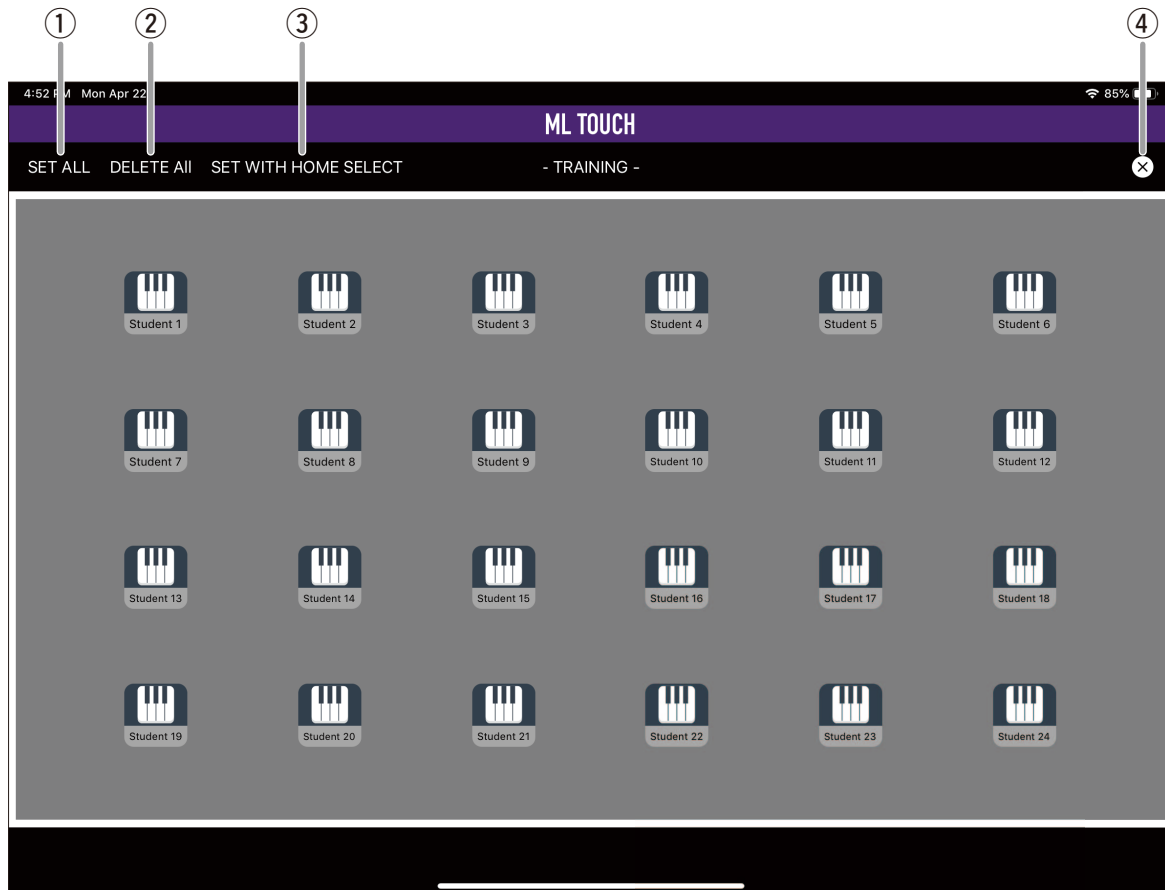 ① ② ③ ④
4:52 PM Mon Apr 22 85%
ML TOUCH
SET ALL DELETE All SET WITH HOME SELECT - TRAINING -
Student 1 Student 2 Student 3 Student 4 Student 5 Student 6
Student 7 Student 8 Student 9 Student 10 Student 11 Student 12
Student 13 Student 14 Student 15 Student 16 Student 17 Student 18
Student 19 Student 20 Student 21 Student 22 Student 23 Student 24